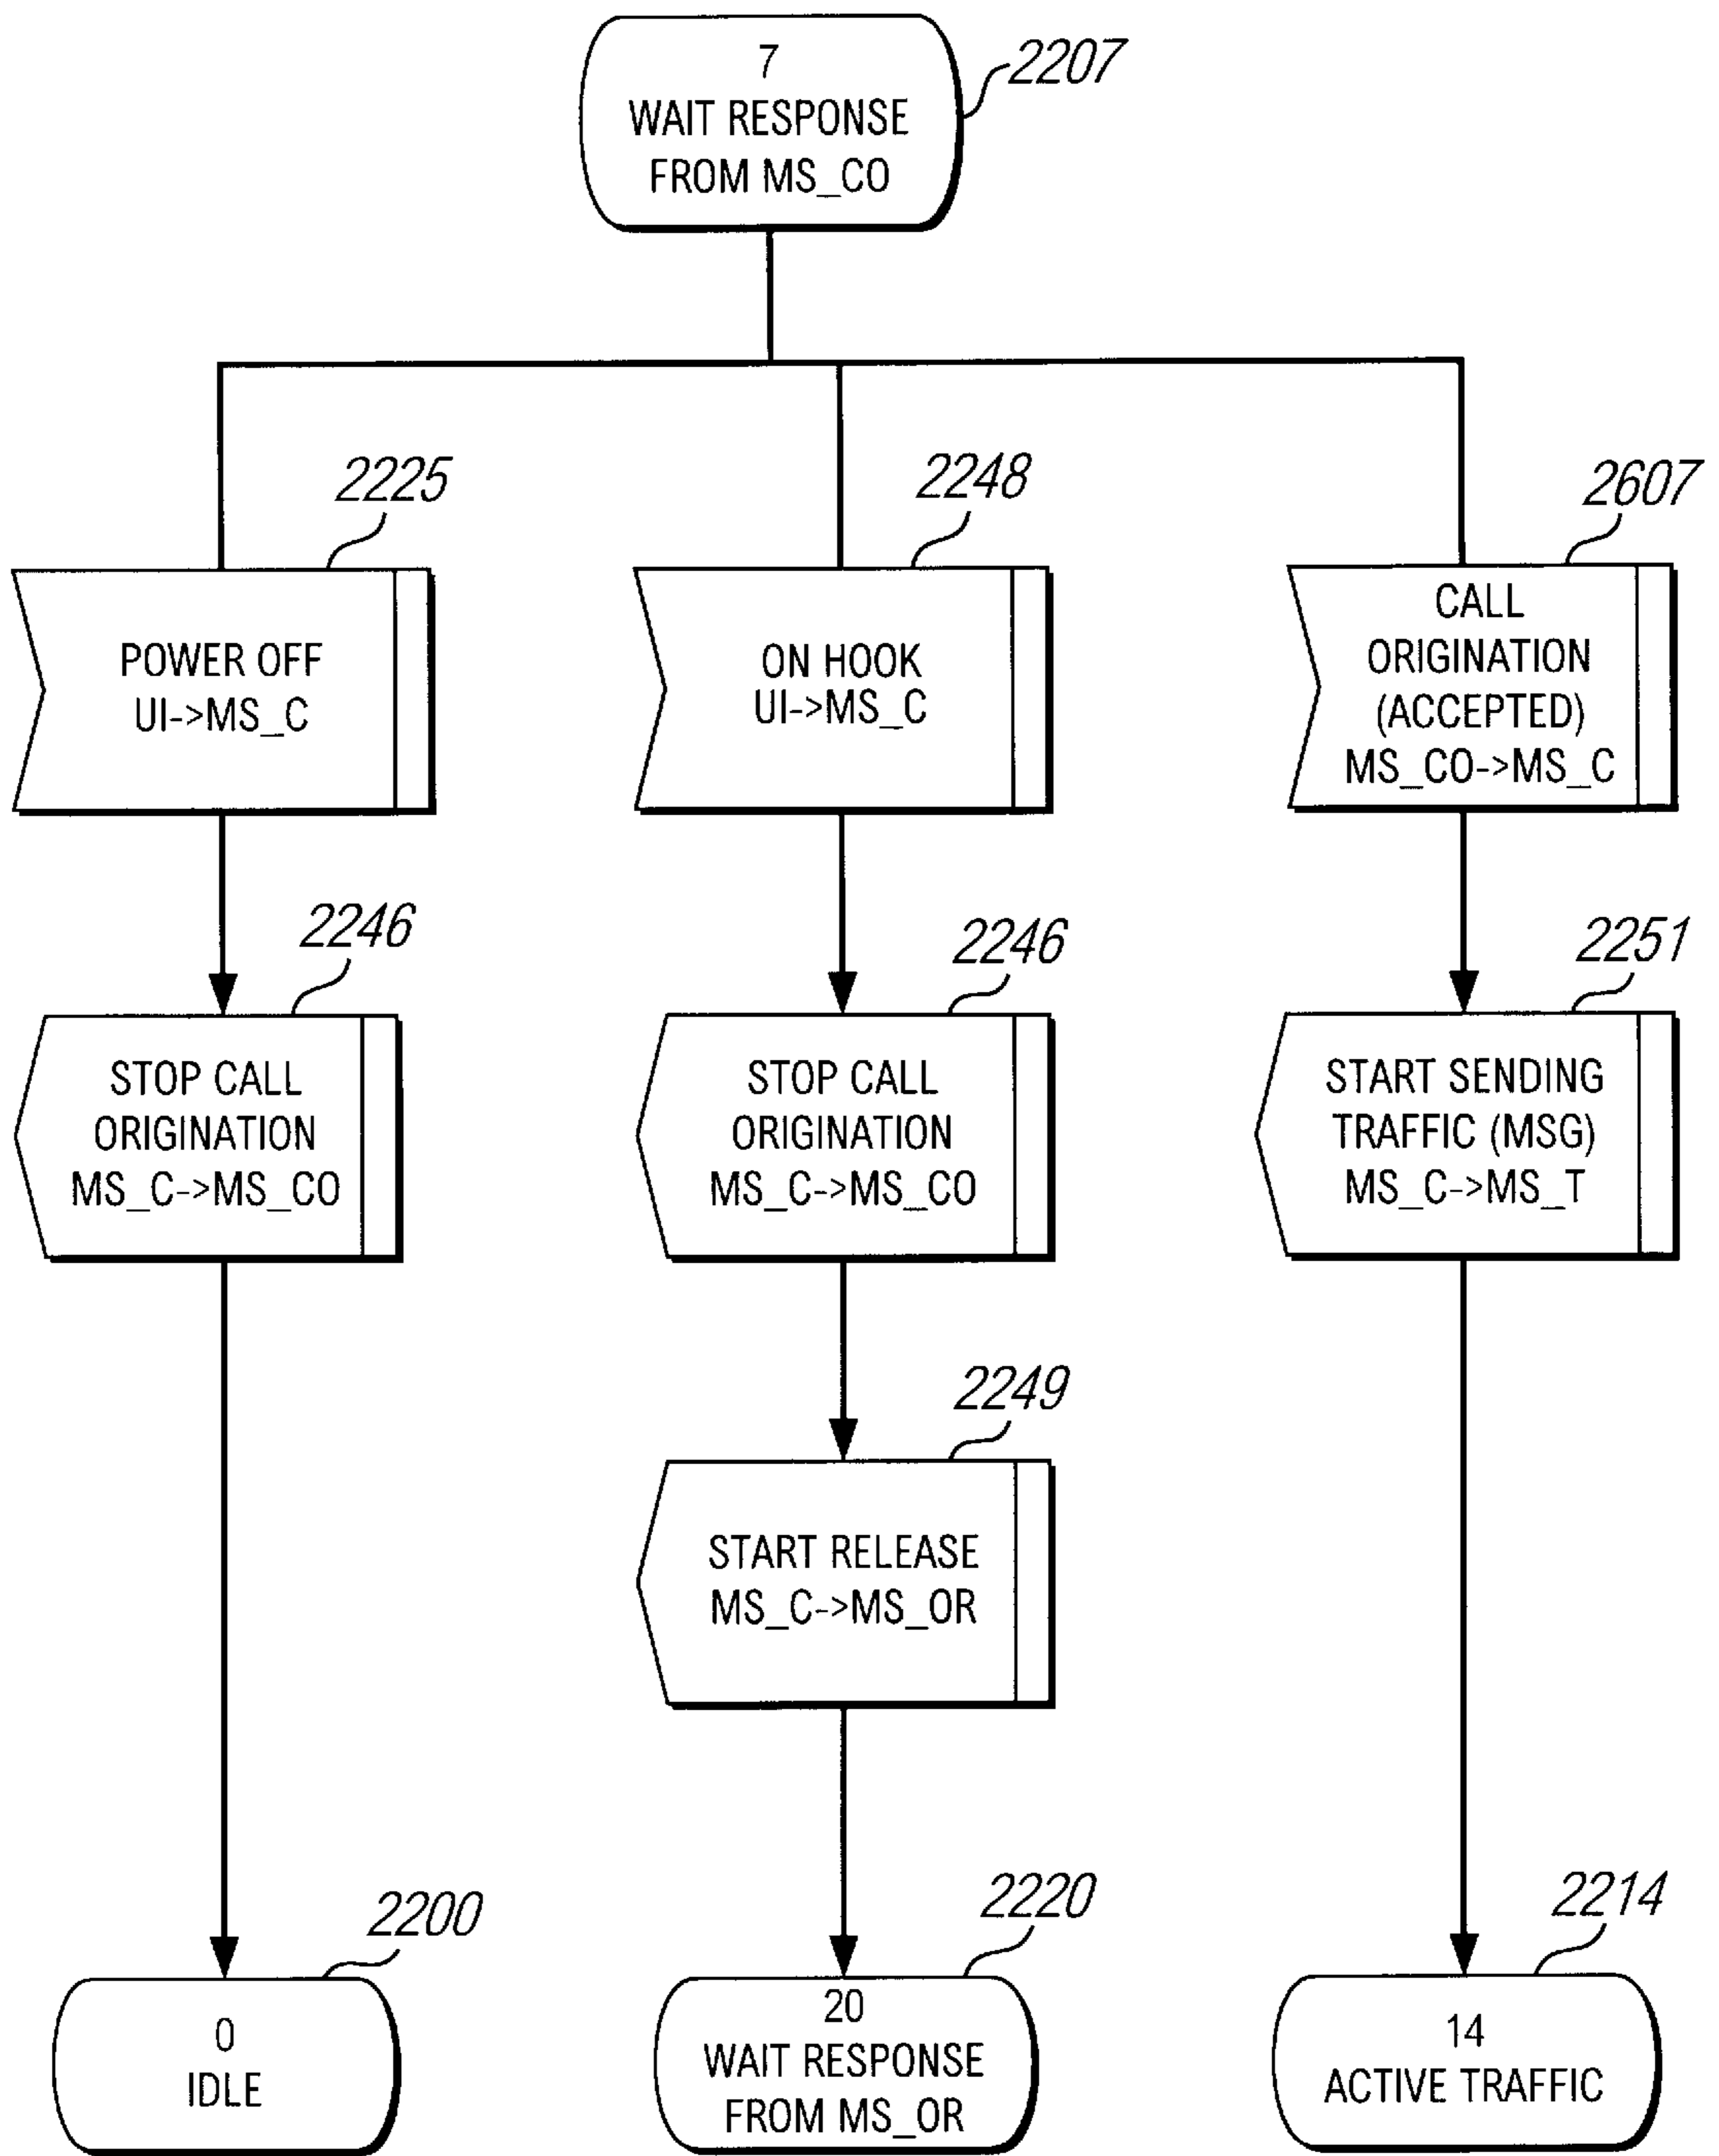 7
WAIT RESPONSE
FROM MS_CO
2207
2225
POWER OFF
UI->MS_C
2246
STOP CALL
ORIGINATION
MS_C->MS_CO
2200
0
IDLE
2248
ON HOOK
UI->MS_C
2246
STOP CALL
ORIGINATION
MS_C->MS_CO
2249
START RELEASE
MS_C->MS_OR
2220
20
WAIT RESPONSE
FROM MS_OR
2607
CALL
ORIGINATION
(ACCEPTED)
MS_CO->MS_C
2251
START SENDING
TRAFFIC (MSG)
MS_C->MS_T
2214
14
ACTIVE TRAFFIC